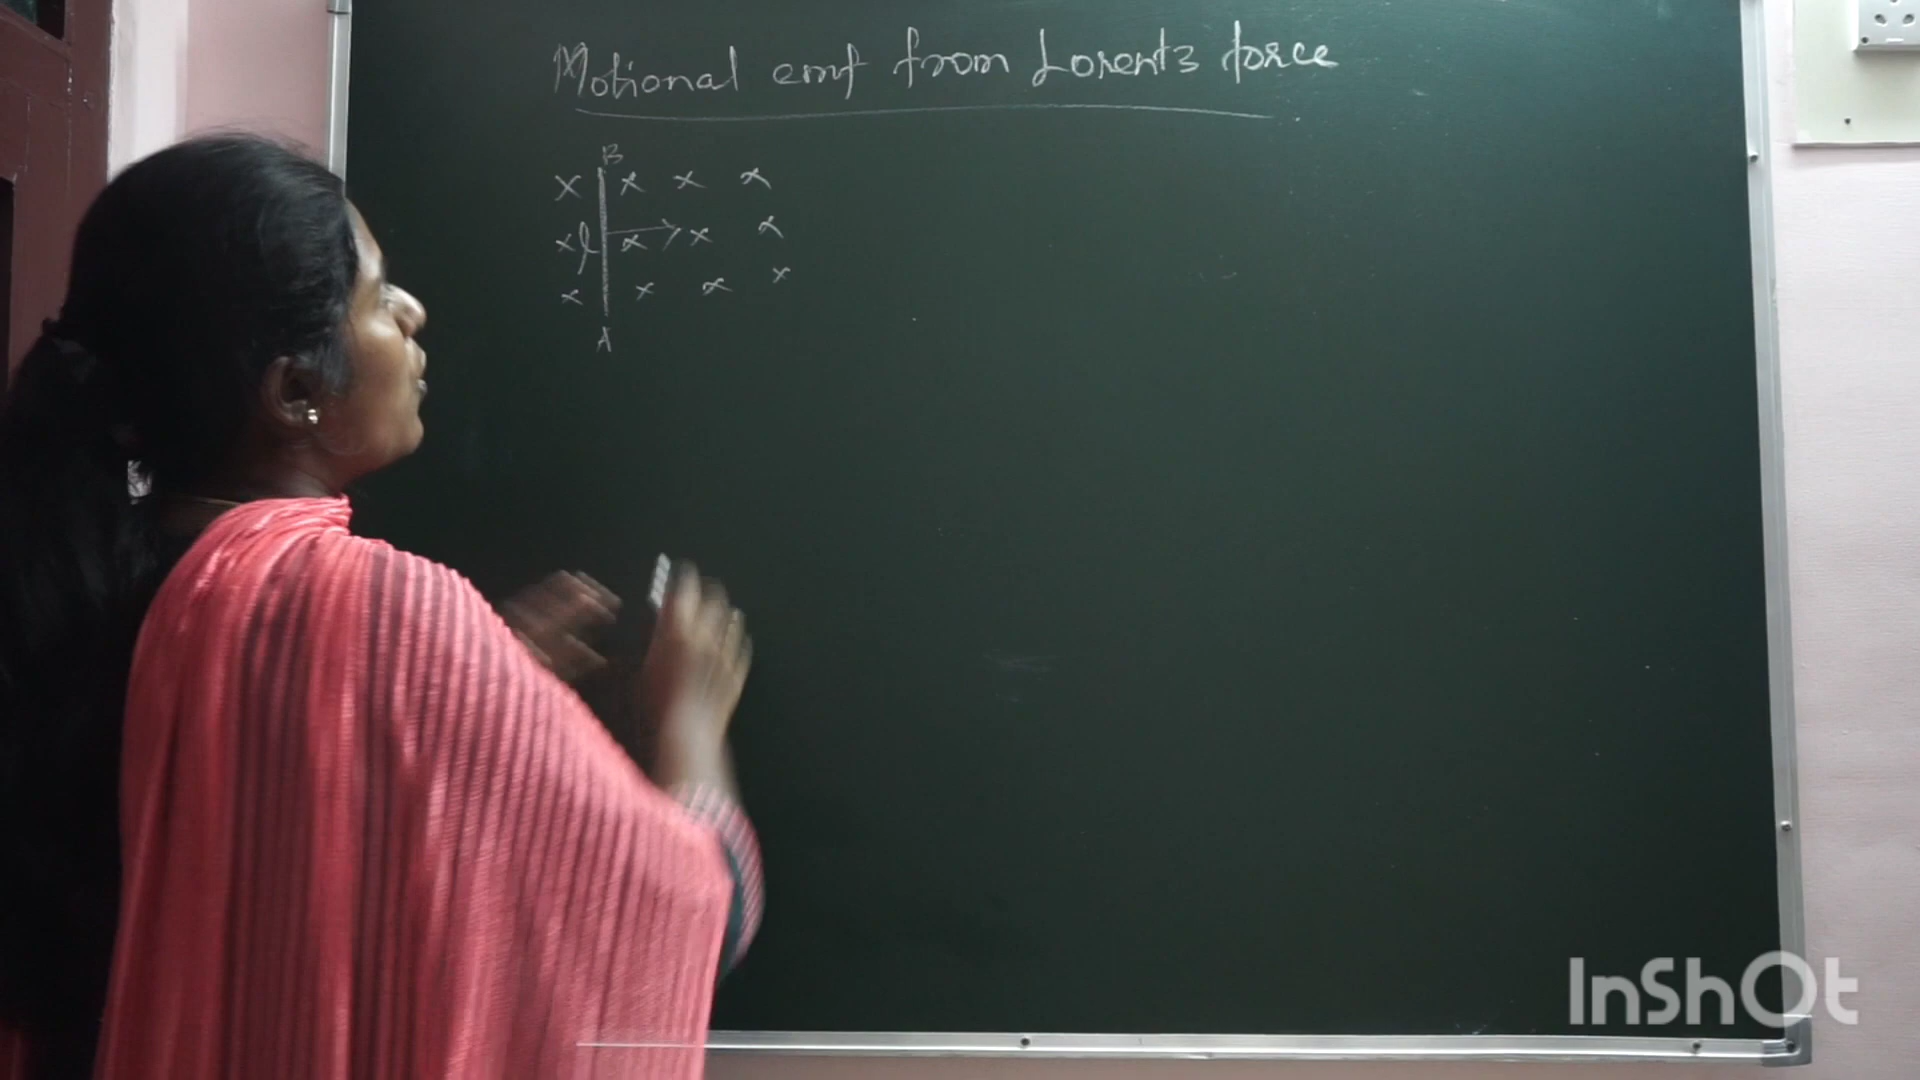 Motional emf from Lorentz force
B
x x x x
x l x x x
x x x x
A
InShOt